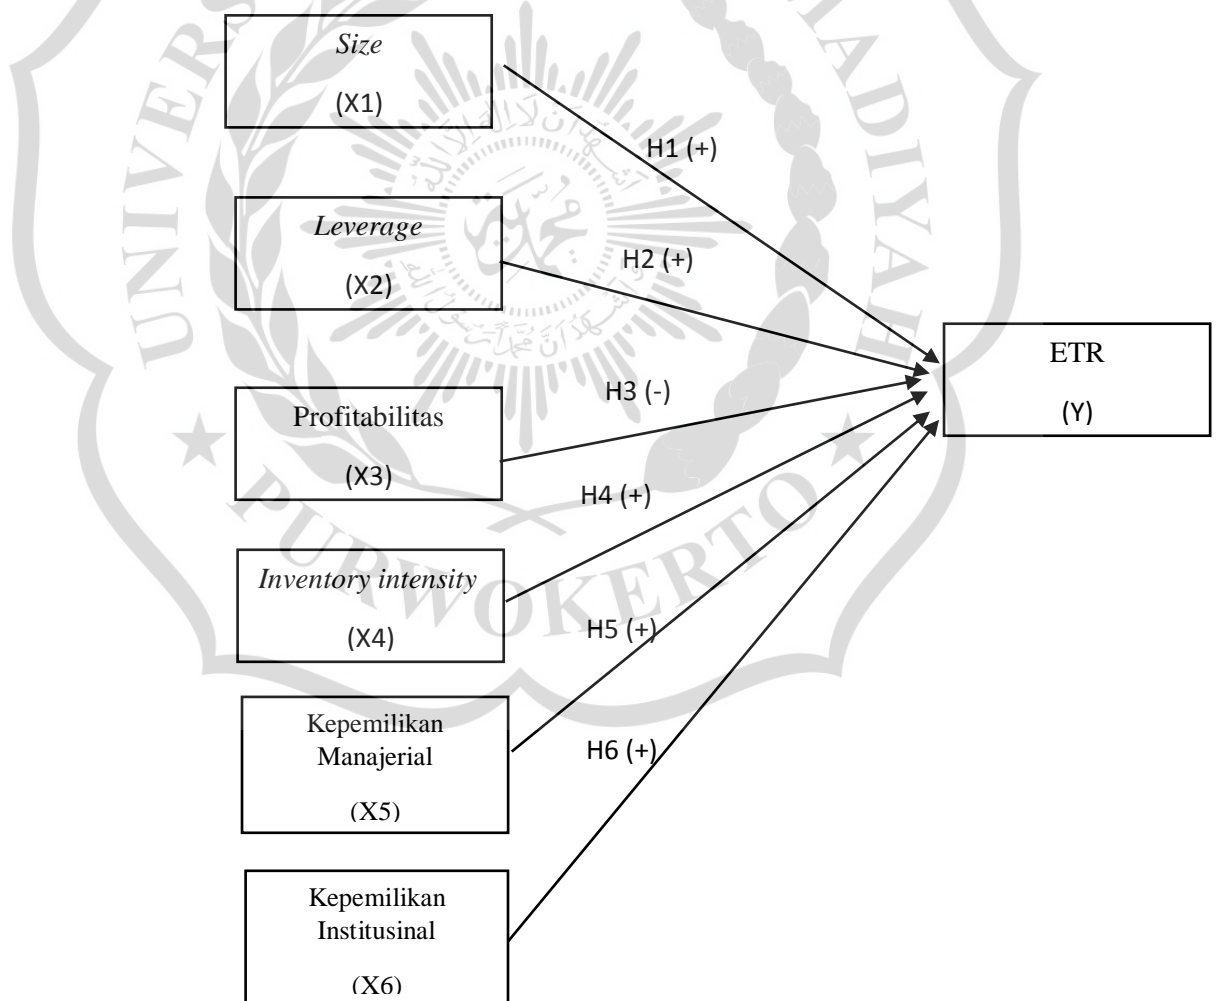 Size
(X1)
H1 (+)
Leverage
(X2)
H2 (+)
ETR
(Y)
Profitabilitas
(X3)
H3 (-)
H4 (+)
Inventory intensity
(X4)
H5 (+)
Kepemilikan
Manajerial
(X5)
H6 (+)
Kepemilikan
Institusinal
(X6)
PURWOKERTO